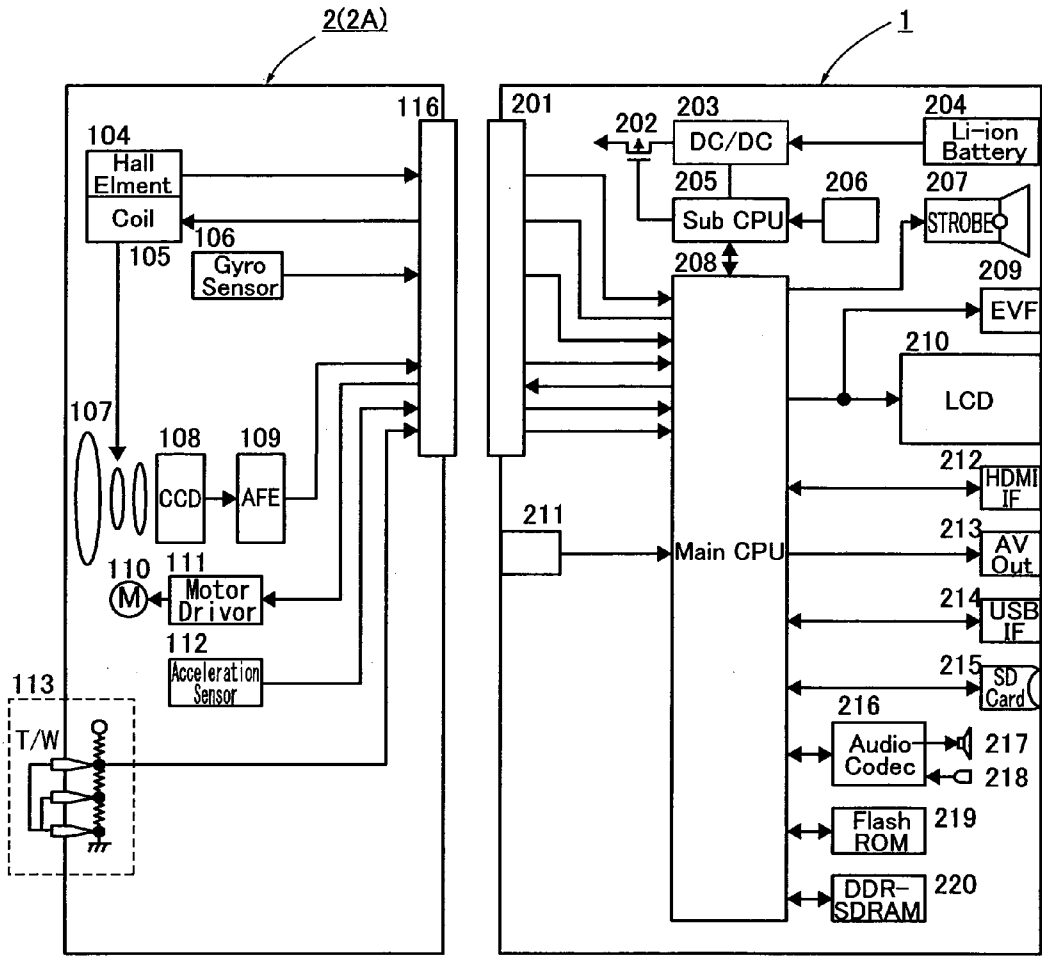 2(2A)
1
116
201
104
Hall
Elment
Coil
105
106
Gyro
Sensor
107
108
CCD
109
AFE
110
M
111
Motor
Drivor
112
Acceleration
Sensor
113
T/W
202
203
DC/DC
204
Li-ion
Battery
205
Sub CPU
206
207
STROBE
208
Main CPU
209
EVF
210
LCD
211
212
HDMI
IF
213
AV
Out
214
USB
IF
215
SD
Card
216
Audio
Codec
217
218
Flash
ROM
219
DDR-
SDRAM
220